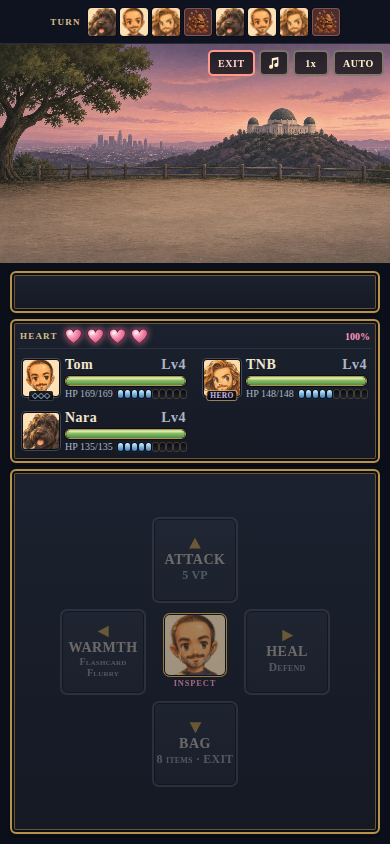 TURN
EXIT
1x
AUTO
HEART
100%
Tom Lv4
HP 169/169
TNB Lv4
HERO
HP 148/148
Nara Lv4
HP 135/135
ATTACK
5 VP
WARMTH
Flashcard
Flurry
INSPECT
HEAL
Defend
BAG
8 items · EXIT